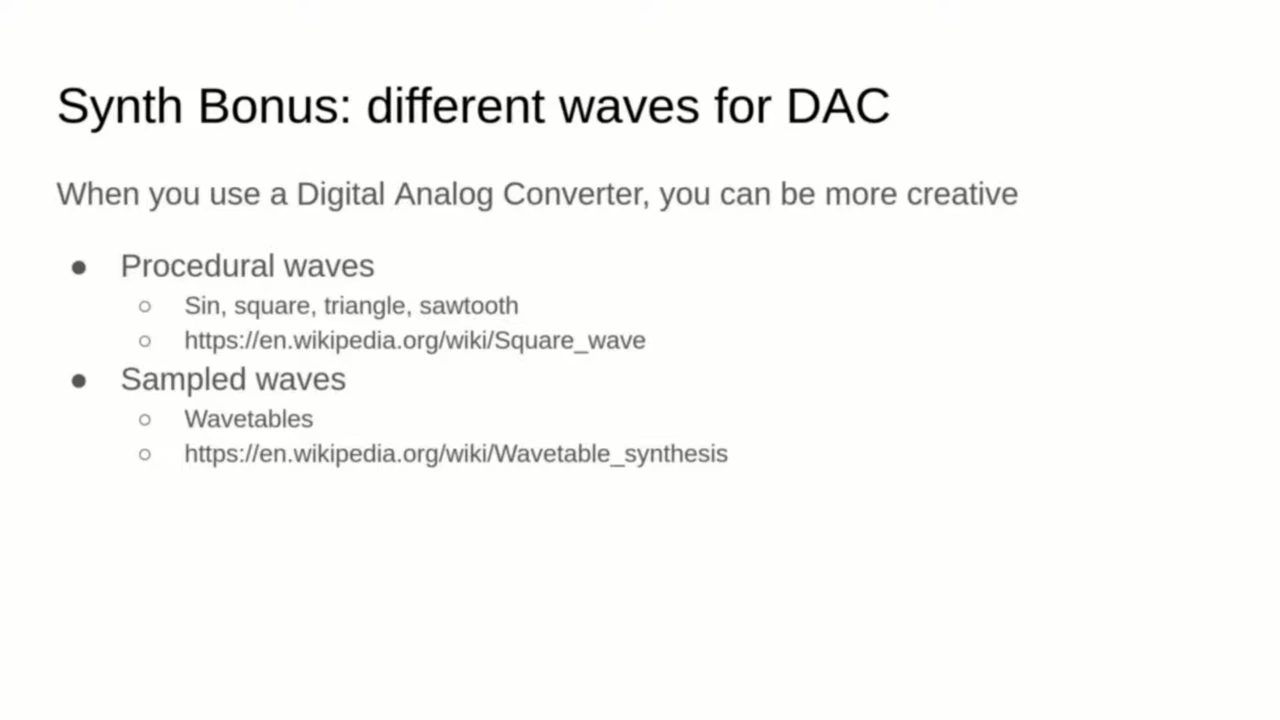 Synth Bonus: different waves for DAC
When you use a Digital Analog Converter, you can be more creative
● Procedural waves
○ Sin, square, triangle, sawtooth
○ https://en.wikipedia.org/wiki/Square_wave
● Sampled waves
○ Wavetables
○ https://en.wikipedia.org/wiki/Wavetable_synthesis